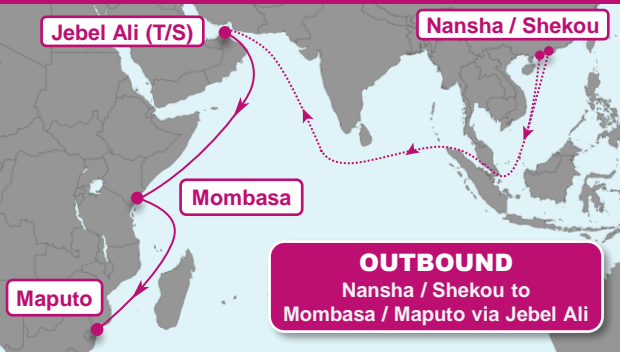 Jebel Ali (T/S)
Nansha / Shekou
Mombasa
Maputo
OUTBOUND
Nansha / Shekou to
Mombasa / Maputo via Jebel Ali